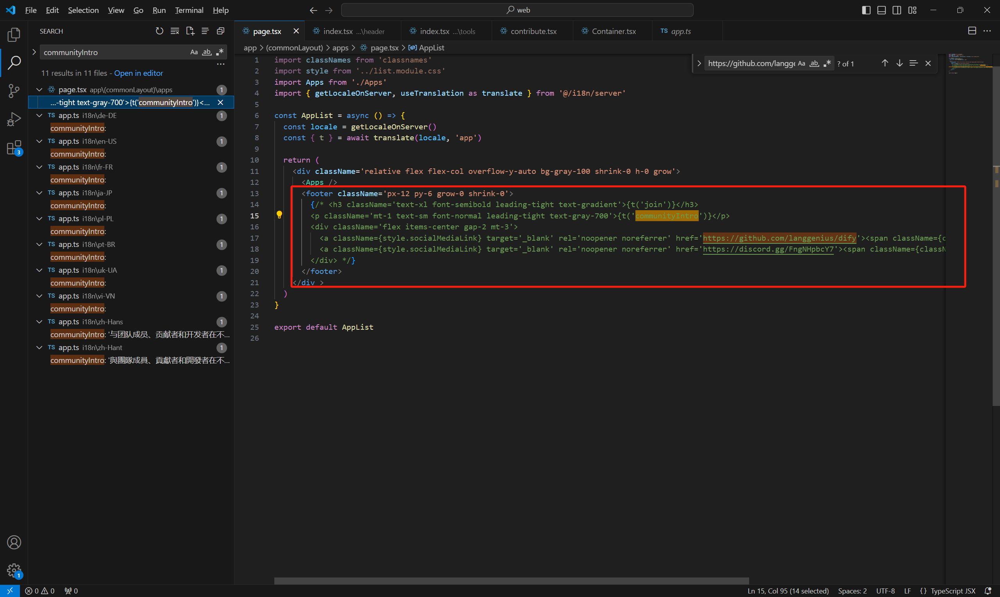 File Edit Selection View Go Run Terminal Help
web
SEARCH
communityIntro
Aa ab .*
11 results in 11 files - Open in editor
page.tsx app\(commonLayout)\apps 1
...-tight text-gray-700'>{t('communityIntro')}<...
TS app.ts i18n\de-DE 1
communityIntro:
TS app.ts i18n\en-US 1
communityIntro:
TS app.ts i18n\fr-FR 1
communityIntro:
TS app.ts i18n\ja-JP 1
communityIntro:
TS app.ts i18n\pl-PL 1
communityIntro:
TS app.ts i18n\pt-BR 1
communityIntro:
TS app.ts i18n\uk-UA 1
communityIntro:
TS app.ts i18n\vi-VN 1
communityIntro:
TS app.ts i18n\zh-Hans 1
communityIntro: '与团队成员、贡献者和开发者在不...
TS app.ts i18n\zh-Hant 1
communityIntro: '與團隊成員、貢獻者和開發者在不...
3
1
page.tsx index.tsx ...\header index.tsx ...\tools contribute.tsx Container.tsx TS app.ts
app > (commonLayout) > apps > page.tsx > AppList
https://github.com/langge Aa ab .* ? of 1
1 import classNames from 'classnames'
2 import style from '../list.module.css'
3 import Apps from './Apps'
4 import { getLocaleOnServer, useTranslation as translate } from '@/i18n/server'
5
6 const AppList = async () => {
7 const locale = getLocaleOnServer()
8 const { t } = await translate(locale, 'app')
9
10 return (
11 <div className='relative flex flex-col overflow-y-auto bg-gray-100 shrink-0 h-0 grow'>
12 <Apps />
13 <footer className='px-12 py-6 grow-0 shrink-0'>
14 {/* <h3 className='text-xl font-semibold leading-tight text-gradient'>{t('join')}</h3>
15 <p className='mt-1 text-sm font-normal leading-tight text-gray-700'>{t('communityIntro')}</p>
16 <div className='flex items-center gap-2 mt-3'>
17 <a className={style.socialMediaLink} target='_blank' rel='noopener noreferrer' href='https://github.com/langgenius/dify'><span className={c
18 <a className={style.socialMediaLink} target='_blank' rel='noopener noreferrer' href='https://discord.gg/FngNHpbcY7'><span className={classN
19 </div> */}
20 </footer>
21 </div >
22 )
23 }
24
25 export default AppList
26
0 0 0
Ln 15, Col 95 (14 selected) Spaces: 2 UTF-8 LF {} TypeScript JSX